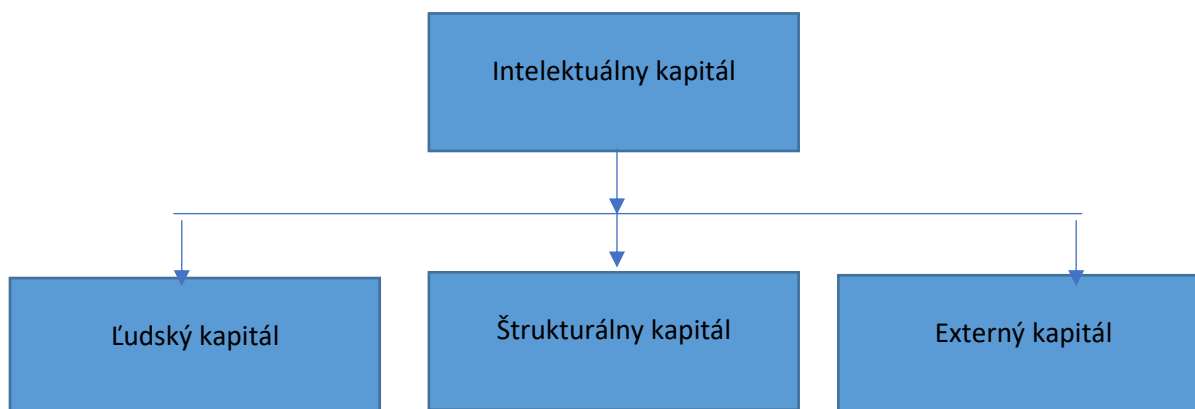 Intelektuálny kapitál
Ľudský kapitál
Štrukturálny kapitál
Externý kapitál